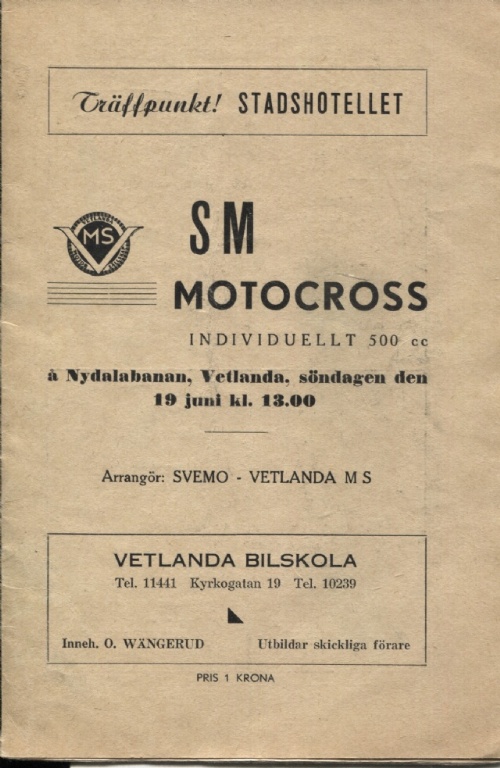 Träffpunkt! STADSHOTELLET
MS
SM
MOTOCROSS
INDIVIDUELLT 500 cc
å Nydalabanan, Vetlanda, söndagen den
19 juni kl. 13.00
Arrangör: SVEMO - VETLANDA M S
VETLANDA BILSKOLA
Tel. 11441 Kyrkogatan 19 Tel. 10239
Inneh. O. WÄNGERUD Utbildar skickliga förare
PRIS 1 KRONA